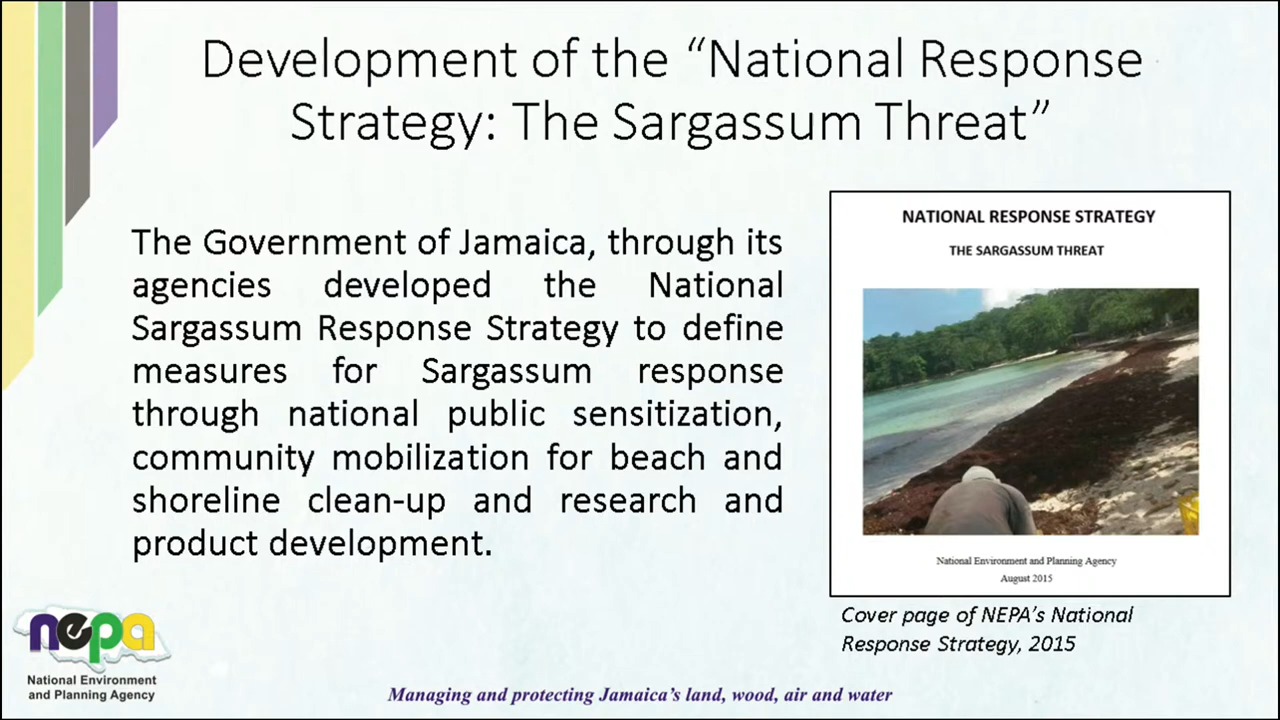 Development of the “National Response
Strategy: The Sargassum Threat”
The Government of Jamaica, through its
agencies developed the National
Sargassum Response Strategy to define
measures for Sargassum response
through national public sensitization,
community mobilization for beach and
shoreline clean-up and research and
product development.
NATIONAL RESPONSE STRATEGY
THE SARGASSUM THREAT
National Environment and Planning Agency
August 2015
Cover page of NEPA’s National
Response Strategy, 2015
nepa
National Environment
and Planning Agency
Managing and protecting Jamaica’s land, wood, air and water